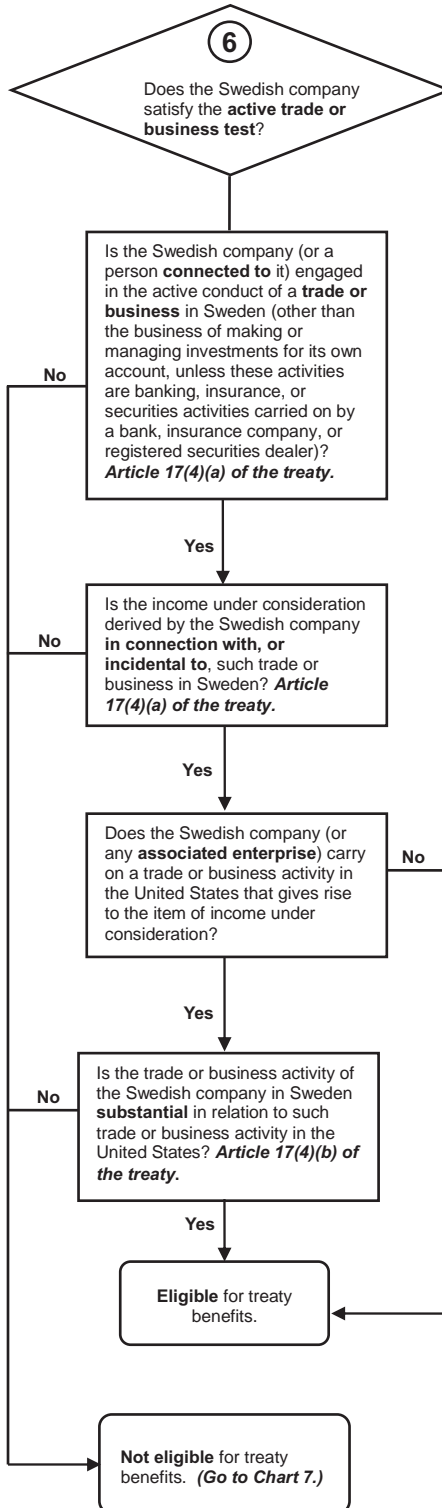 6
Does the Swedish company
satisfy the active trade or
business test?
Is the Swedish company (or a
person connected to it) engaged
in the active conduct of a trade or
business in Sweden (other than
the business of making or
managing investments for its own
account, unless these activities
are banking, insurance, or
securities activities carried on by
a bank, insurance company, or
registered securities dealer)?
Article 17(4)(a) of the treaty.
No
Yes
Is the income under consideration
derived by the Swedish company
in connection with, or
incidental to, such trade or
business in Sweden? Article
17(4)(a) of the treaty.
No
Yes
Does the Swedish company (or
any associated enterprise) carry
on a trade or business activity in
the United States that gives rise
to the item of income under
consideration?
No
Yes
Is the trade or business activity of
the Swedish company in Sweden
substantial in relation to such
trade or business activity in the
United States? Article 17(4)(b) of
the treaty.
No
Yes
Eligible for treaty
benefits.
Not eligible for treaty
benefits. (Go to Chart 7.)